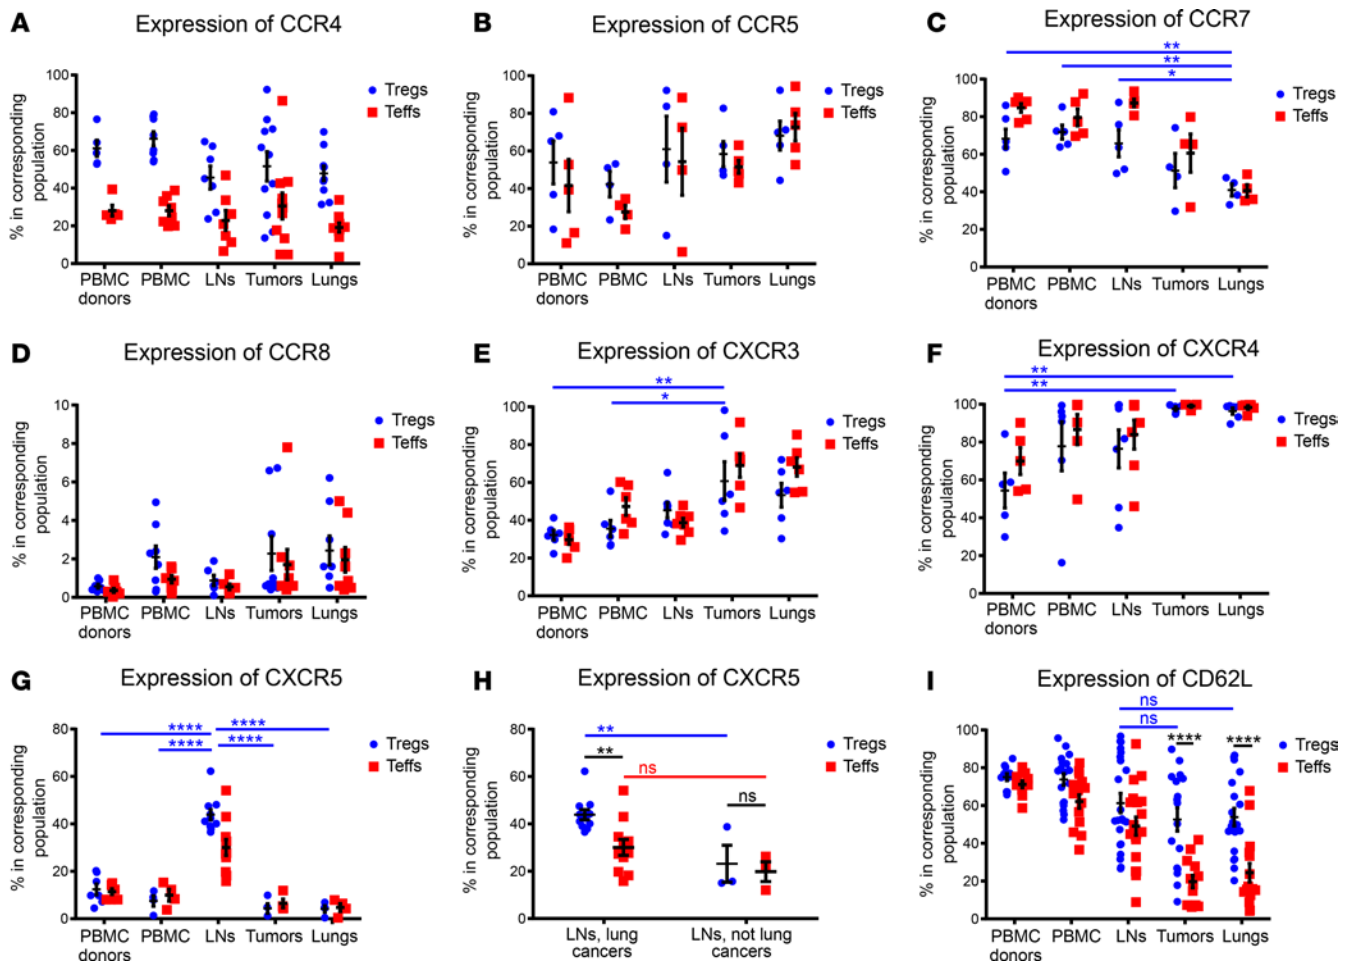 A Expression of CCR4
% in corresponding
population
100
80
60
40
20
0
PBMC donors
PBMC
LNs
Tumors
Lungs
Tregs
Teffs
B Expression of CCR5
% in corresponding
population
100
80
60
40
20
0
PBMC donors
PBMC
LNs
Tumors
Lungs
Tregs
Teffs
C Expression of CCR7
% in corresponding
population
100
80
60
40
20
0
**
**
*
PBMC donors
PBMC
LNs
Tumors
Lungs
Tregs
Teffs
D Expression of CCR8
% in corresponding
population
10
8
6
4
2
0
PBMC donors
PBMC
LNs
Tumors
Lungs
Tregs
Teffs
E Expression of CXCR3
% in corresponding
population
100
80
60
40
20
0
**
*
PBMC donors
PBMC
LNs
Tumors
Lungs
Tregs
Teffs
F Expression of CXCR4
% in corresponding
population
100
80
60
40
20
0
**
**
PBMC donors
PBMC
LNs
Tumors
Lungs
Tregs
Teffs
G Expression of CXCR5
% in corresponding
population
80
60
40
20
0
**** ****
**** ****
PBMC donors
PBMC
LNs
Tumors
Lungs
Tregs
Teffs
H Expression of CXCR5
% in corresponding
population
80
60
40
20
0
**
**
ns
ns
LNs, lung
cancers
LNs, not lung
cancers
Tregs
Teffs
I Expression of CD62L
% in corresponding
population
100
80
60
40
20
0
ns
ns
**** ****
PBMC donors
PBMC
LNs
Tumors
Lungs
Tregs
Teffs